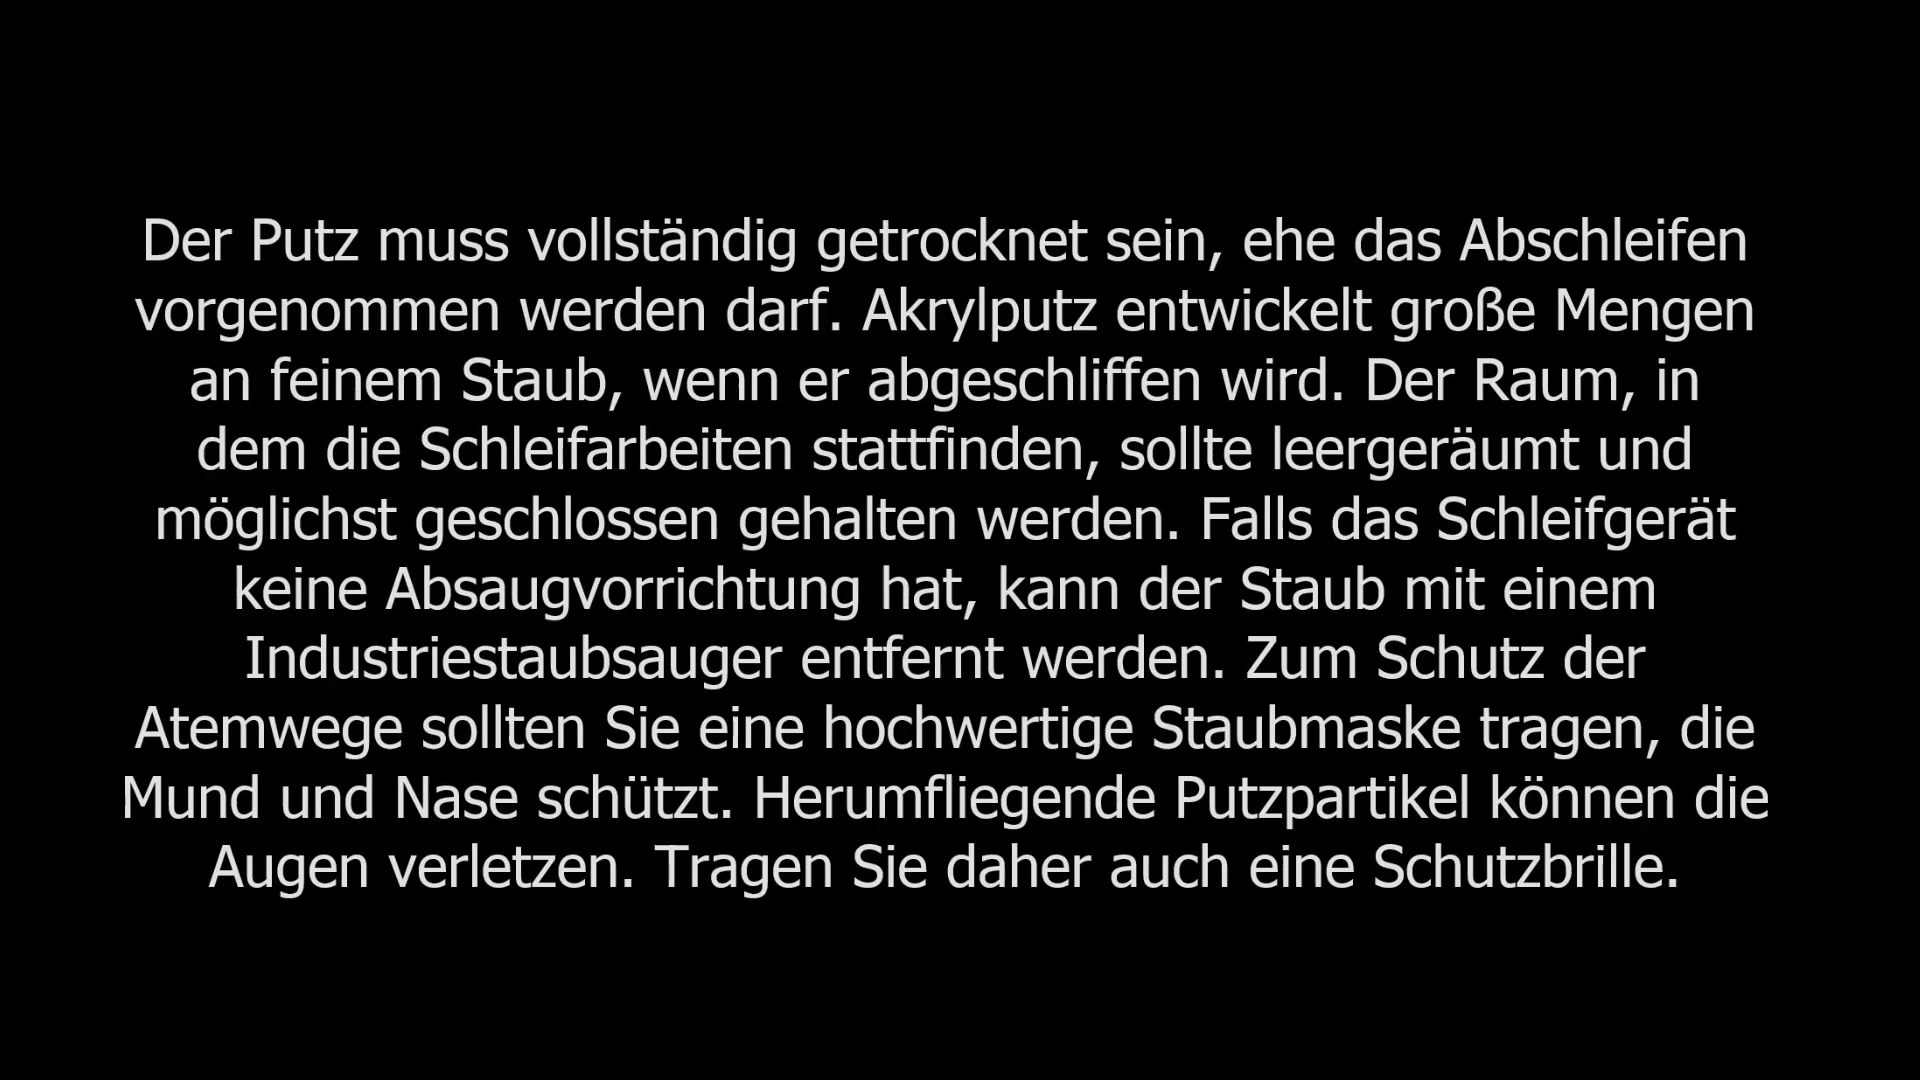 Der Putz muss vollständig getrocknet sein, ehe das Abschleifen
vorgenommen werden darf. Akrylputz entwickelt große Mengen
an feinem Staub, wenn er abgeschliffen wird. Der Raum, in
dem die Schleifarbeiten stattfinden, sollte leergeräumt und
möglichst geschlossen gehalten werden. Falls das Schleifgerät
keine Absaugvorrichtung hat, kann der Staub mit einem
Industriestaubsauger entfernt werden. Zum Schutz der
Atemwege sollten Sie eine hochwertige Staubmaske tragen, die
Mund und Nase schützt. Herumfliegende Putzpartikel können die
Augen verletzen. Tragen Sie daher auch eine Schutzbrille.